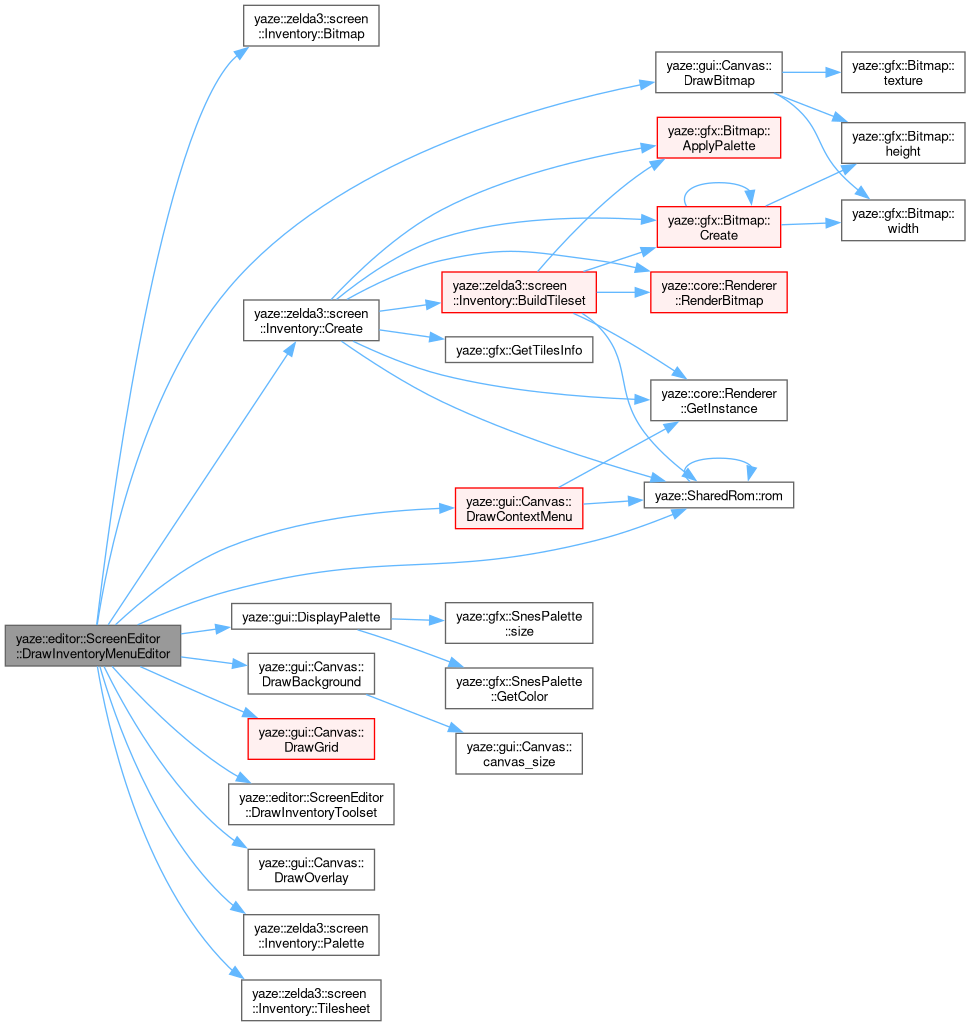 yaze::zelda3::screen
::Inventory::Bitmap
yaze::gui::Canvas::
DrawBitmap
yaze::gfx::Bitmap::
texture
yaze::gfx::Bitmap::
ApplyPalette
yaze::gfx::Bitmap::
height
yaze::gfx::Bitmap::
Create
yaze::gfx::Bitmap::
width
yaze::zelda3::screen
::Inventory::BuildTileset
yaze::core::Renderer
::RenderBitmap
yaze::zelda3::screen
::Inventory::Create
yaze::gfx::GetTilesInfo
yaze::core::Renderer
::GetInstance
yaze::gui::Canvas::
DrawContextMenu
yaze::SharedRom::rom
yaze::editor::ScreenEditor
::DrawInventoryMenuEditor
yaze::gui::DisplayPalette
yaze::gfx::SnesPalette
::size
yaze::gui::Canvas::
DrawBackground
yaze::gfx::SnesPalette
::GetColor
yaze::gui::Canvas::
DrawGrid
yaze::gui::Canvas::
canvas_size
yaze::editor::ScreenEditor
::DrawInventoryToolset
yaze::gui::Canvas::
DrawOverlay
yaze::zelda3::screen
::Inventory::Palette
yaze::zelda3::screen
::Inventory::Tilesheet